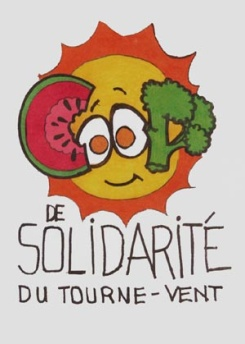 COOP
DE
SOLIDARITÉ
DU TOURNE-VENT